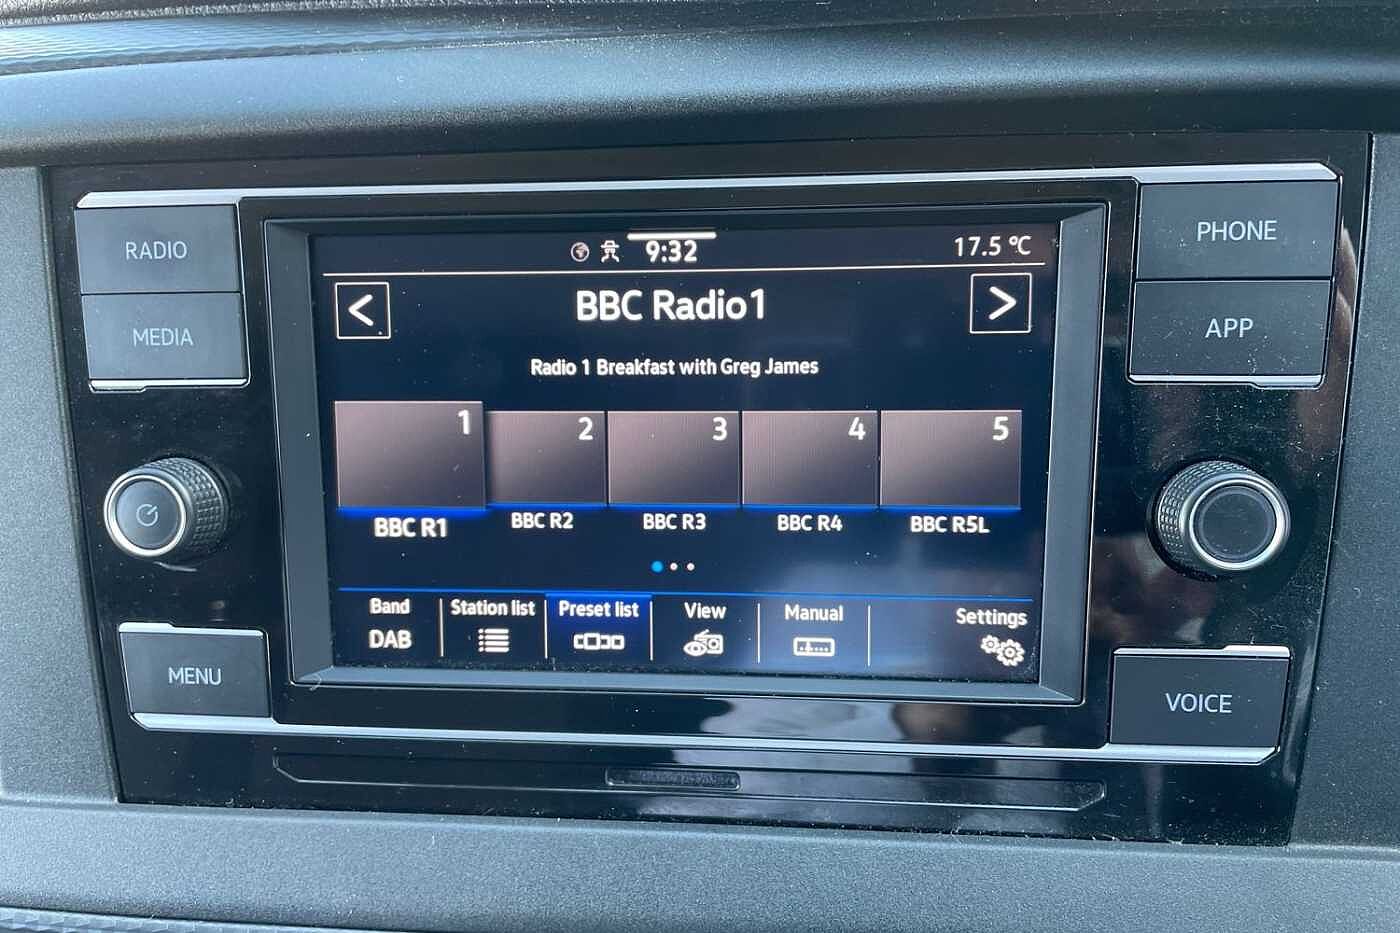 9:32
17.5 °C
RADIO
PHONE
BBC Radio1
MEDIA
APP
Radio 1 Breakfast with Greg James
1
2
3
4
5
BBC R1
BBC R2
BBC R3
BBC R4
BBC R5L
Band
DAB
Station list
Preset list
View
Manual
Settings
MENU
VOICE